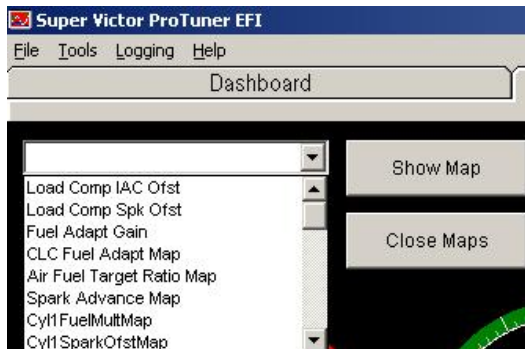 Super Victor ProTuner EFI
File Tools Logging Help
Dashboard
Show Map
Load Comp IAC Ofst
Load Comp Spk Ofst
Fuel Adapt Gain
CLC Fuel Adapt Map
Close Maps
Air Fuel Target Ratio Map
Spark Advance Map
Cyl1FuelMultMap
Cyl1SparkOfstMap